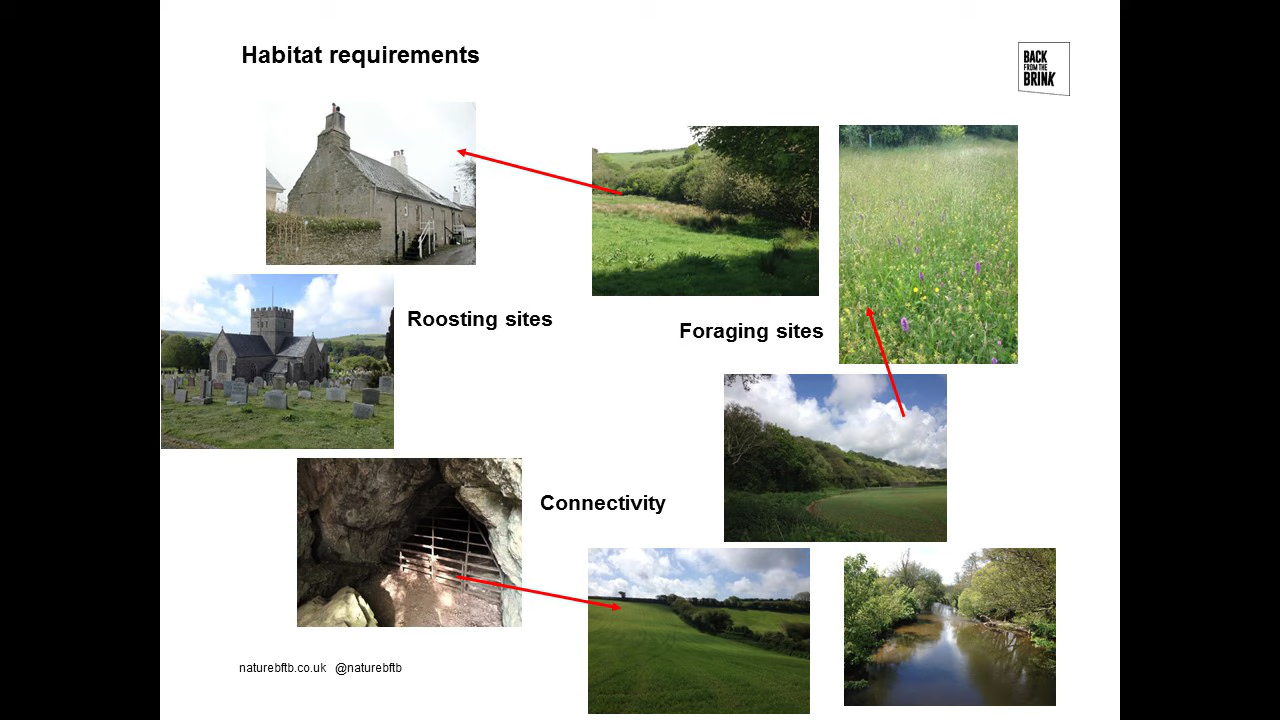 Habitat requirements
BACK
FROM THE
BRINK
Roosting sites
Foraging sites
Connectivity
naturebftb.co.uk @naturebftb